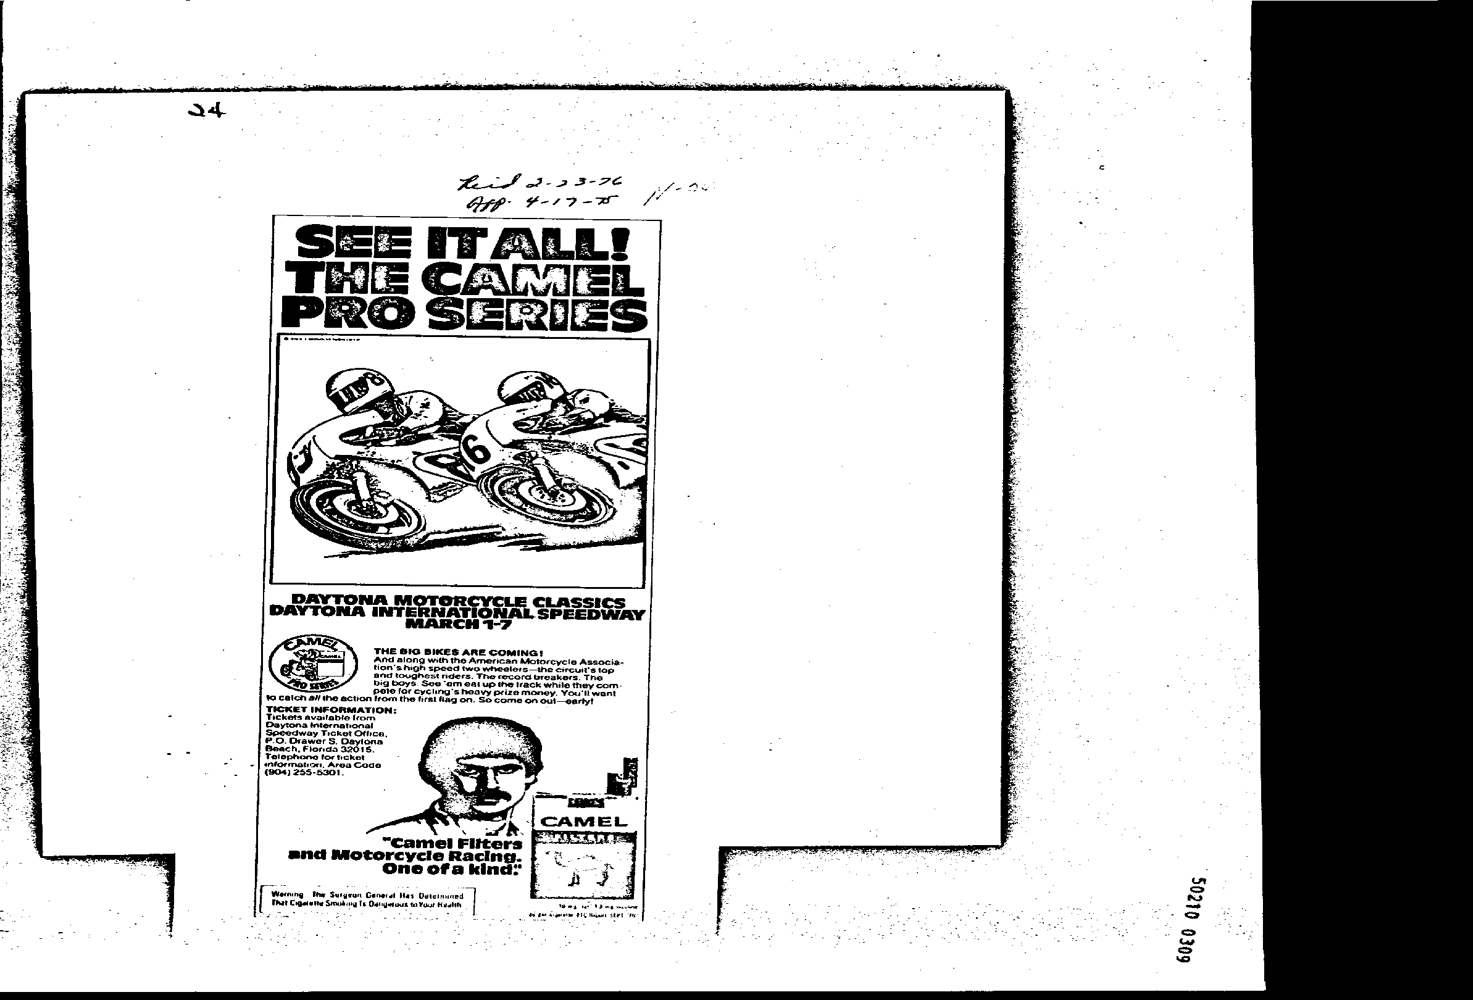 24
2-23-76
App. 4-17-75
SEE IT ALL!
THE CAMEL
PRO SERIES
DAYTONA MOTORCYCLE CLASSICS
DAYTONA INTERNATIONAL SPEEDWAY
MARCH 1-7
CAMEL
PRO SERIES
THE BIG BIKES ARE COMING!
And along with the American Motorcycle Associa-
tion's high speed two wheelers—the circuit's top
and toughest riders. The record breakers. The
big boys. See 'em eat up the track while they com-
pete for cycling's heavy prize money. You'll want
to catch all the action from the first flag on. So come on out—early!
TICKET INFORMATION:
Tickets available from
Daytona International
Speedway Ticket Office,
P.O. Drawer S, Daytona
Beach, Florida 32015.
Telephone for ticket
information, Area Code
(904) 255-5301.
CAMEL
FILTERS
"Camel Filters
and Motorcycle Racing.
One of a kind."
Warning: The Surgeon General Has Determined
That Cigarette Smoking Is Dangerous to Your Health
50210 0309